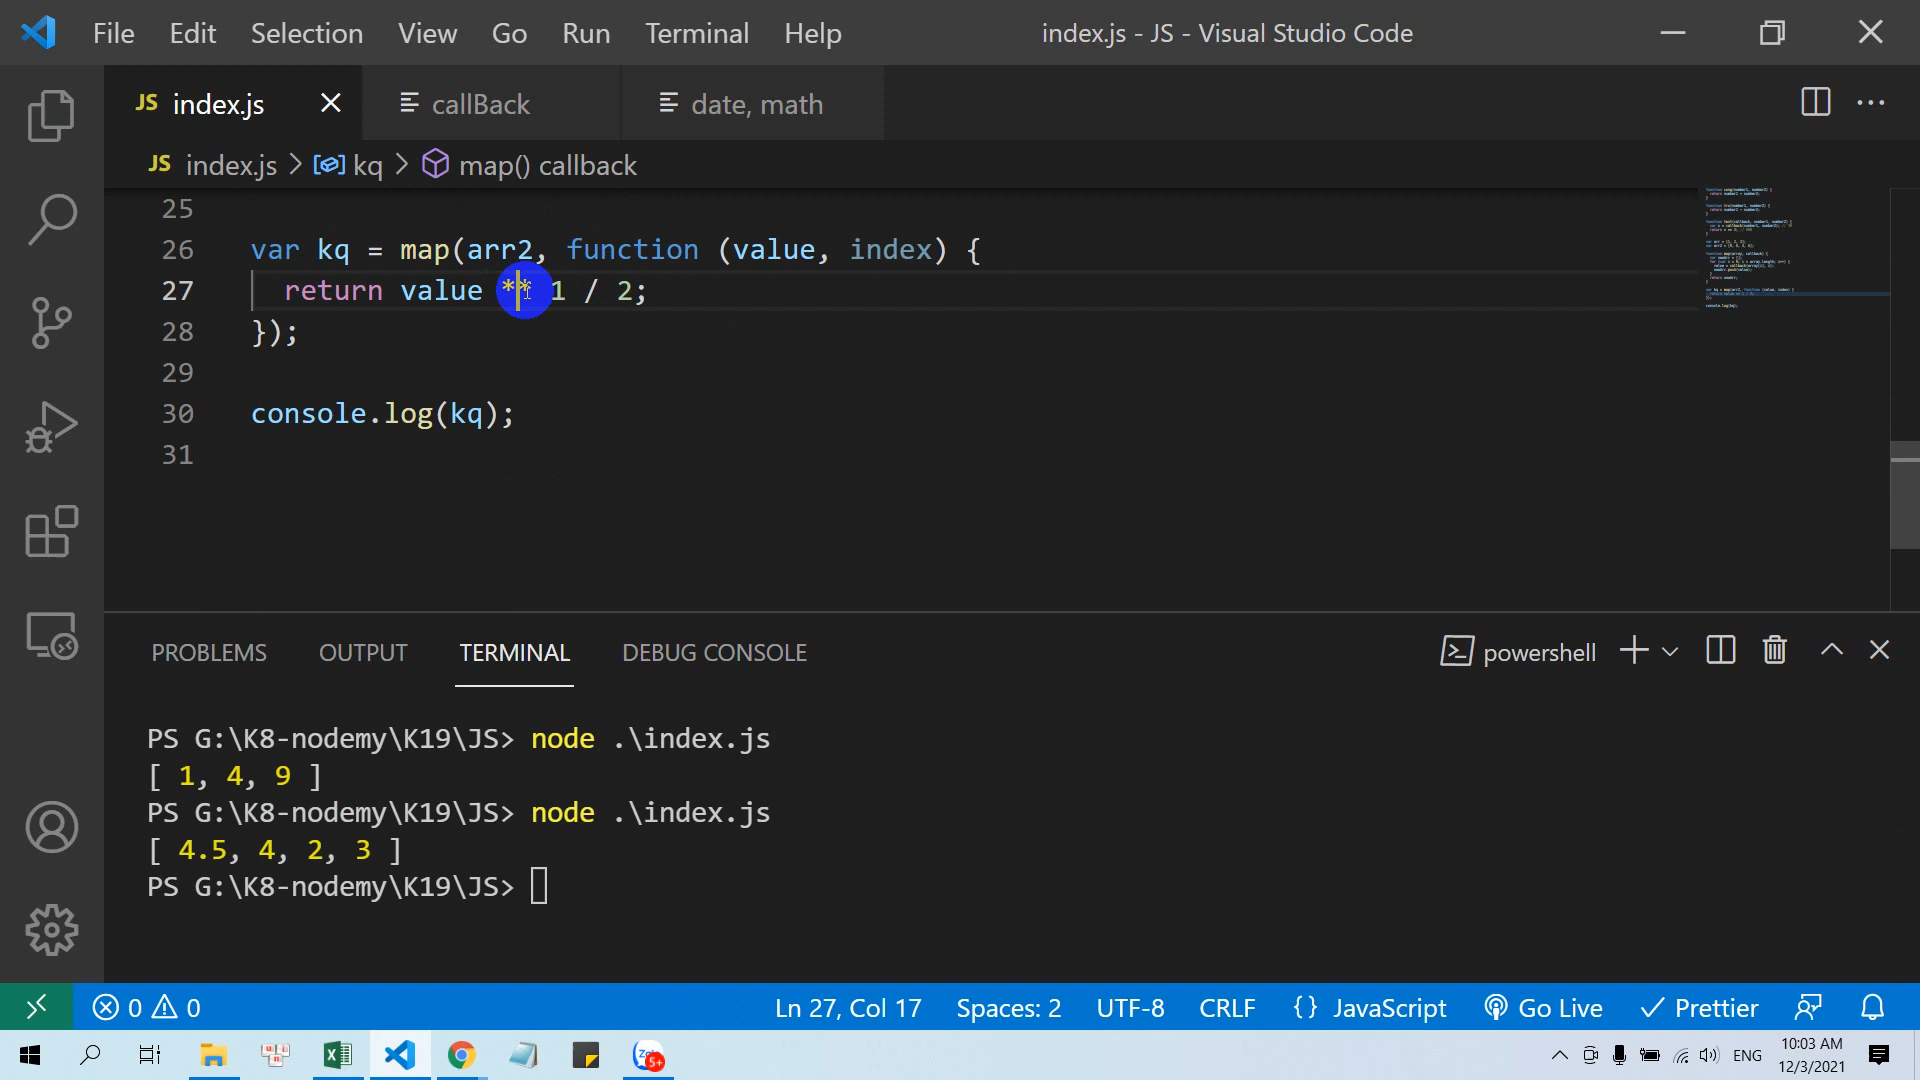 File Edit Selection View Go Run Terminal Help index.js - JS - Visual Studio Code
JS index.js callBack date, math
JS index.js > kq > map() callback
25
26 var kq = map(arr2, function (value, index) {
27 return value ** 1 / 2;
28 });
29
30 console.log(kq);
31
PROBLEMS OUTPUT TERMINAL DEBUG CONSOLE powershell
PS G:\K8-nodemy\K19\JS> node .\index.js
[ 1, 4, 9 ]
PS G:\K8-nodemy\K19\JS> node .\index.js
[ 4.5, 4, 2, 3 ]
PS G:\K8-nodemy\K19\JS>
0 0 Ln 27, Col 17 Spaces: 2 UTF-8 CRLF {} JavaScript Go Live Prettier
5+ ENG 10:03 AM
12/3/2021